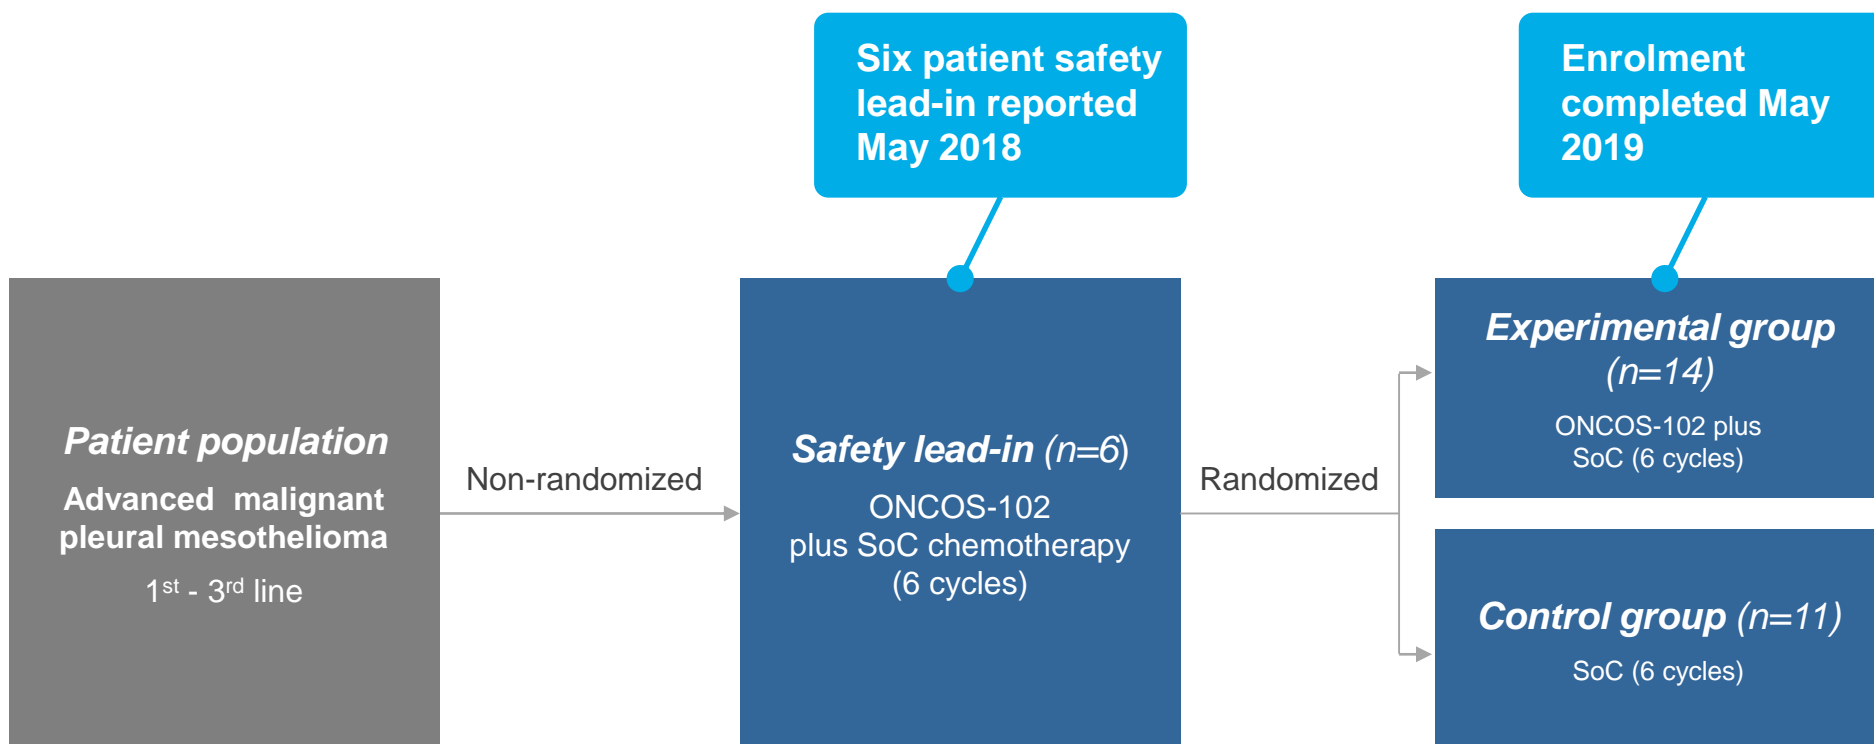 Six patient safety
lead-in reported
May 2018
Enrolment
completed May
2019
Patient population
Advanced malignant
pleural mesothelioma
1st - 3rd line
Non-randomized
Safety lead-in (n=6)
ONCOS-102
plus SoC chemotherapy
(6 cycles)
Randomized
Experimental group
(n=14)
ONCOS-102 plus
SoC (6 cycles)
Control group (n=11)
SoC (6 cycles)